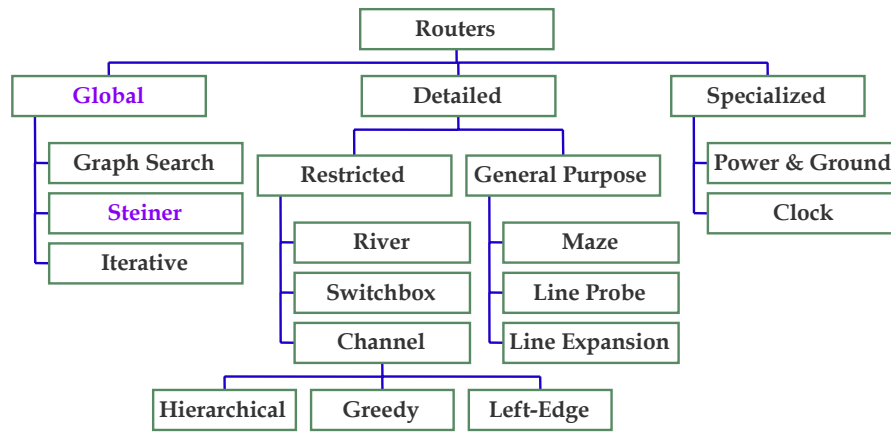 Routers
Global
Detailed
Specialized
Graph Search
Steiner
Iterative
Restricted
General Purpose
Power & Ground
Clock
River
Switchbox
Channel
Maze
Line Probe
Line Expansion
Hierarchical
Greedy
Left-Edge